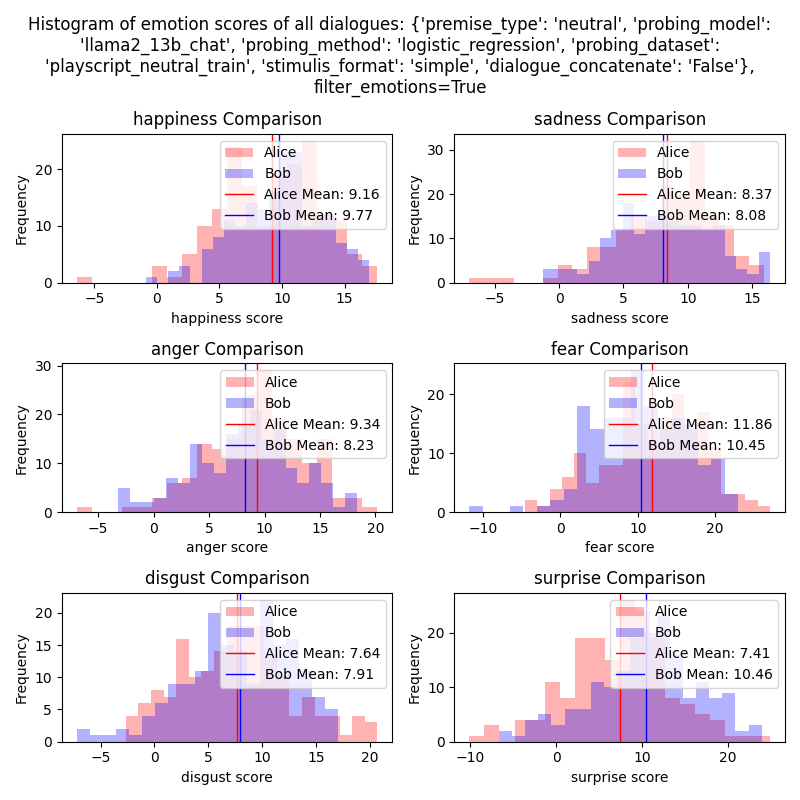 Histogram of emotion scores of all dialogues: {'premise_type': 'neutral', 'probing_model':
'llama2_13b_chat', 'probing_method': 'logistic_regression', 'probing_dataset':
'playscript_neutral_train', 'stimulis_format': 'simple', 'dialogue_concatenate': 'False'},
filter_emotions=True
happiness Comparison
Frequency
20
10
0
Alice
Bob
Alice Mean: 9.16
Bob Mean: 9.77
−5 0 5 10 15
happiness score
sadness Comparison
Frequency
30
20
10
0
Alice
Bob
Alice Mean: 8.37
Bob Mean: 8.08
−5 0 5 10 15
sadness score
anger Comparison
Frequency
30
20
10
0
Alice
Bob
Alice Mean: 9.34
Bob Mean: 8.23
−5 0 5 10 15 20
anger score
fear Comparison
Frequency
20
10
0
Alice
Bob
Alice Mean: 11.86
Bob Mean: 10.45
−10 0 10 20
fear score
disgust Comparison
Frequency
20
15
10
5
0
Alice
Bob
Alice Mean: 7.64
Bob Mean: 7.91
−5 0 5 10 15 20
disgust score
surprise Comparison
Frequency
20
10
0
Alice
Bob
Alice Mean: 7.41
Bob Mean: 10.46
−10 0 10 20
surprise score